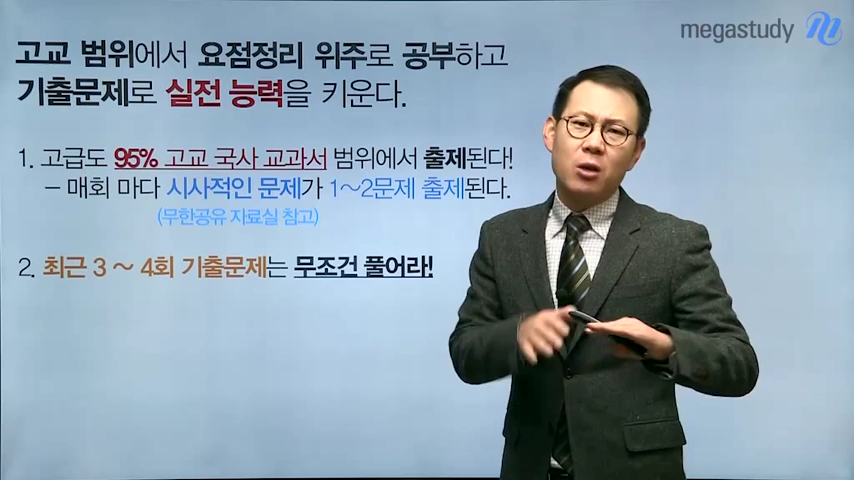 megastudy
고교 범위에서 요점정리 위주로 공부하고
기출문제로 실전 능력을 키운다.
1. 고급도 95% 고교 국사 교과서 범위에서 출제된다!
– 매회 마다 시사적인 문제가 1~2문제 출제된다.
(무한공유 자료실 참고)
2. 최근 3 ~ 4회 기출문제는 무조건 풀어라!